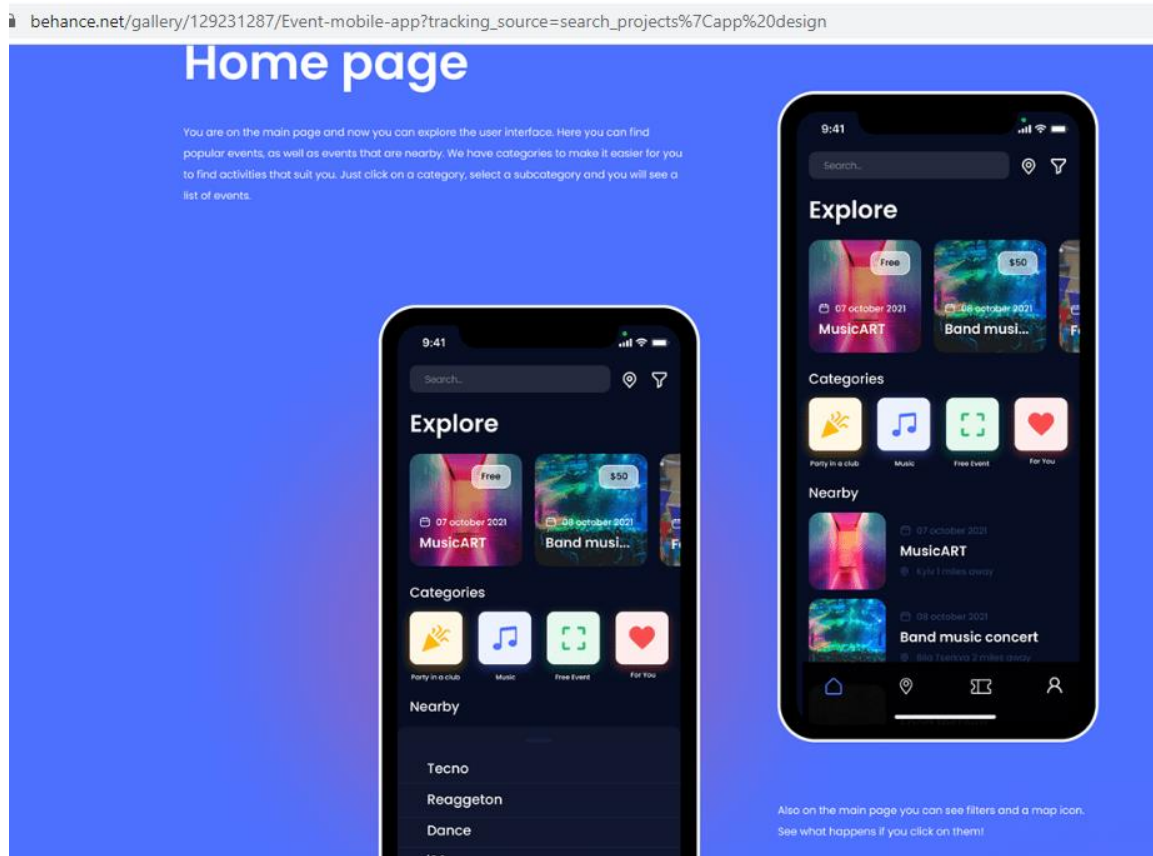 behance.net/gallery/129231287/Event-mobile-app?tracking_source=search_projects%7Capp%20design
Home page
You are on the main page and now you can explore the user interface. Here you can find
popular events, as well as events that are nearby. We have categories to make it easier for you
to find activities that suit you. Just click on a category, select a subcategory and you will see a
list of events.
9:41
Search..
Explore
Free
$50
07 october 2021
08 october 2021
MusicART
Band musi...
Categories
Party in a club
Music
Free Event
For You
Nearby
Tecno
Reaggeton
Dance
9:41
Search..
Explore
Free
$50
07 october 2021
08 october 2021
MusicART
Band musi...
Categories
Party in a club
Music
Free Event
For You
Nearby
07 october 2021
MusicART
Kyiv 1 miles away
08 october 2021
Band music concert
Bila Tserkva 2 miles away
Also on the main page you can see filters and a map icon.
See what happens if you click on them!